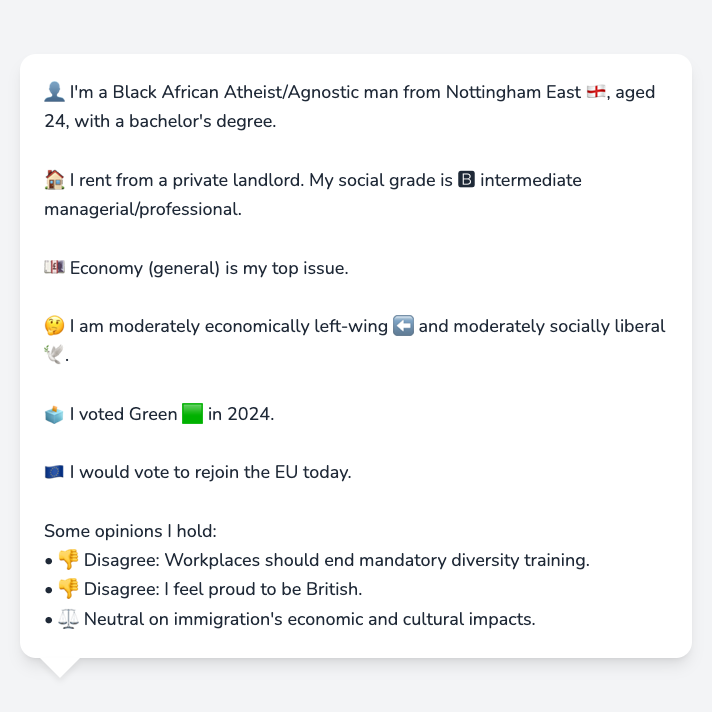 👤 I'm a Black African Atheist/Agnostic man from Nottingham East 🏴󠁧󠁢󠁥󠁮󠁧󠁿, aged
24, with a bachelor's degree.
🏠 I rent from a private landlord. My social grade is 🅱 intermediate
managerial/professional.
💷 Economy (general) is my top issue.
🤔 I am moderately economically left-wing ⬅️ and moderately socially liberal
🕊️.
🗳️ I voted Green 🟩 in 2024.
🇪🇺 I would vote to rejoin the EU today.
Some opinions I hold:
• 👎 Disagree: Workplaces should end mandatory diversity training.
• 👎 Disagree: I feel proud to be British.
• ⚖️ Neutral on immigration's economic and cultural impacts.